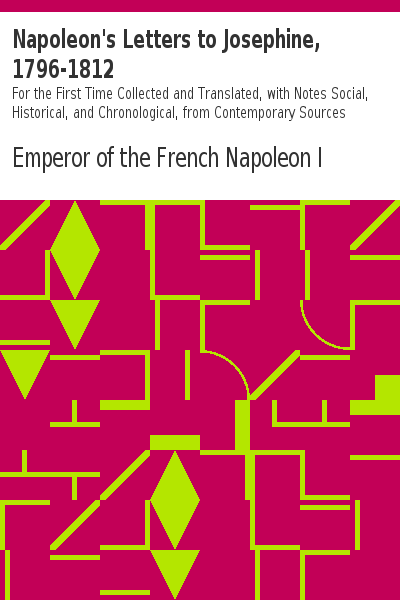 Napoleon's Letters to Josephine,
1796-1812
For the First Time Collected and Translated, with Notes Social,
Historical, and Chronological, from Contemporary Sources
Emperor of the French Napoleon I